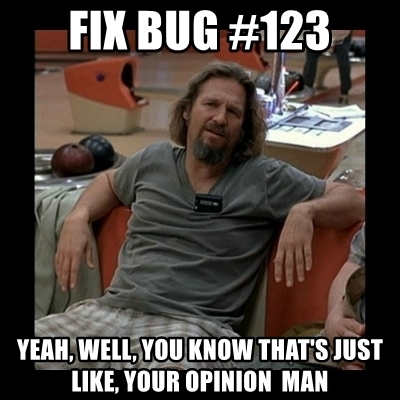 FIX BUG #123
YEAH, WELL, YOU KNOW THAT'S JUST
LIKE, YOUR OPINION MAN